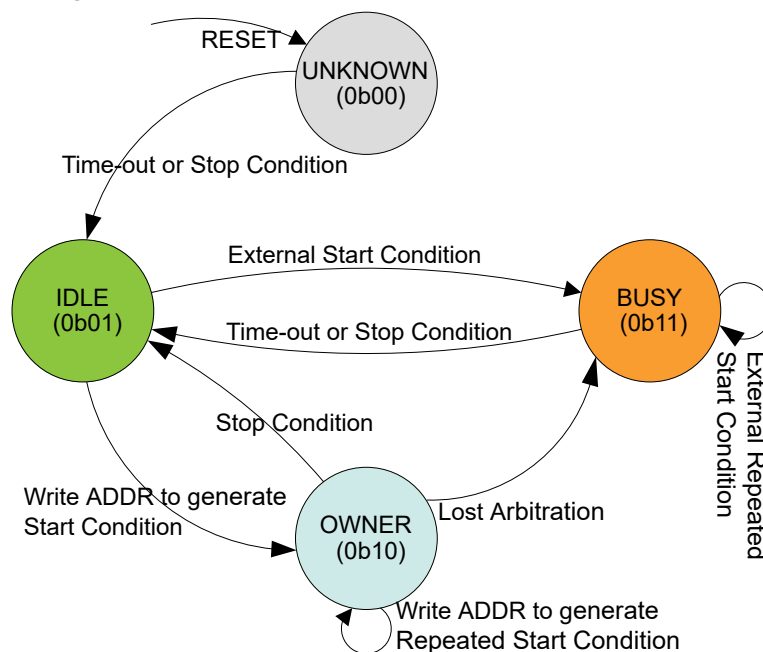 RESET
UNKNOWN
(0b00)
Time-out or Stop Condition
External Start Condition
IDLE
(0b01)
BUSY
(0b11)
Time-out or Stop Condition
External Repeated
Start Condition
Stop Condition
Write ADDR to generate
Start Condition
Lost Arbitration
OWNER
(0b10)
Write ADDR to generate
Repeated Start Condition